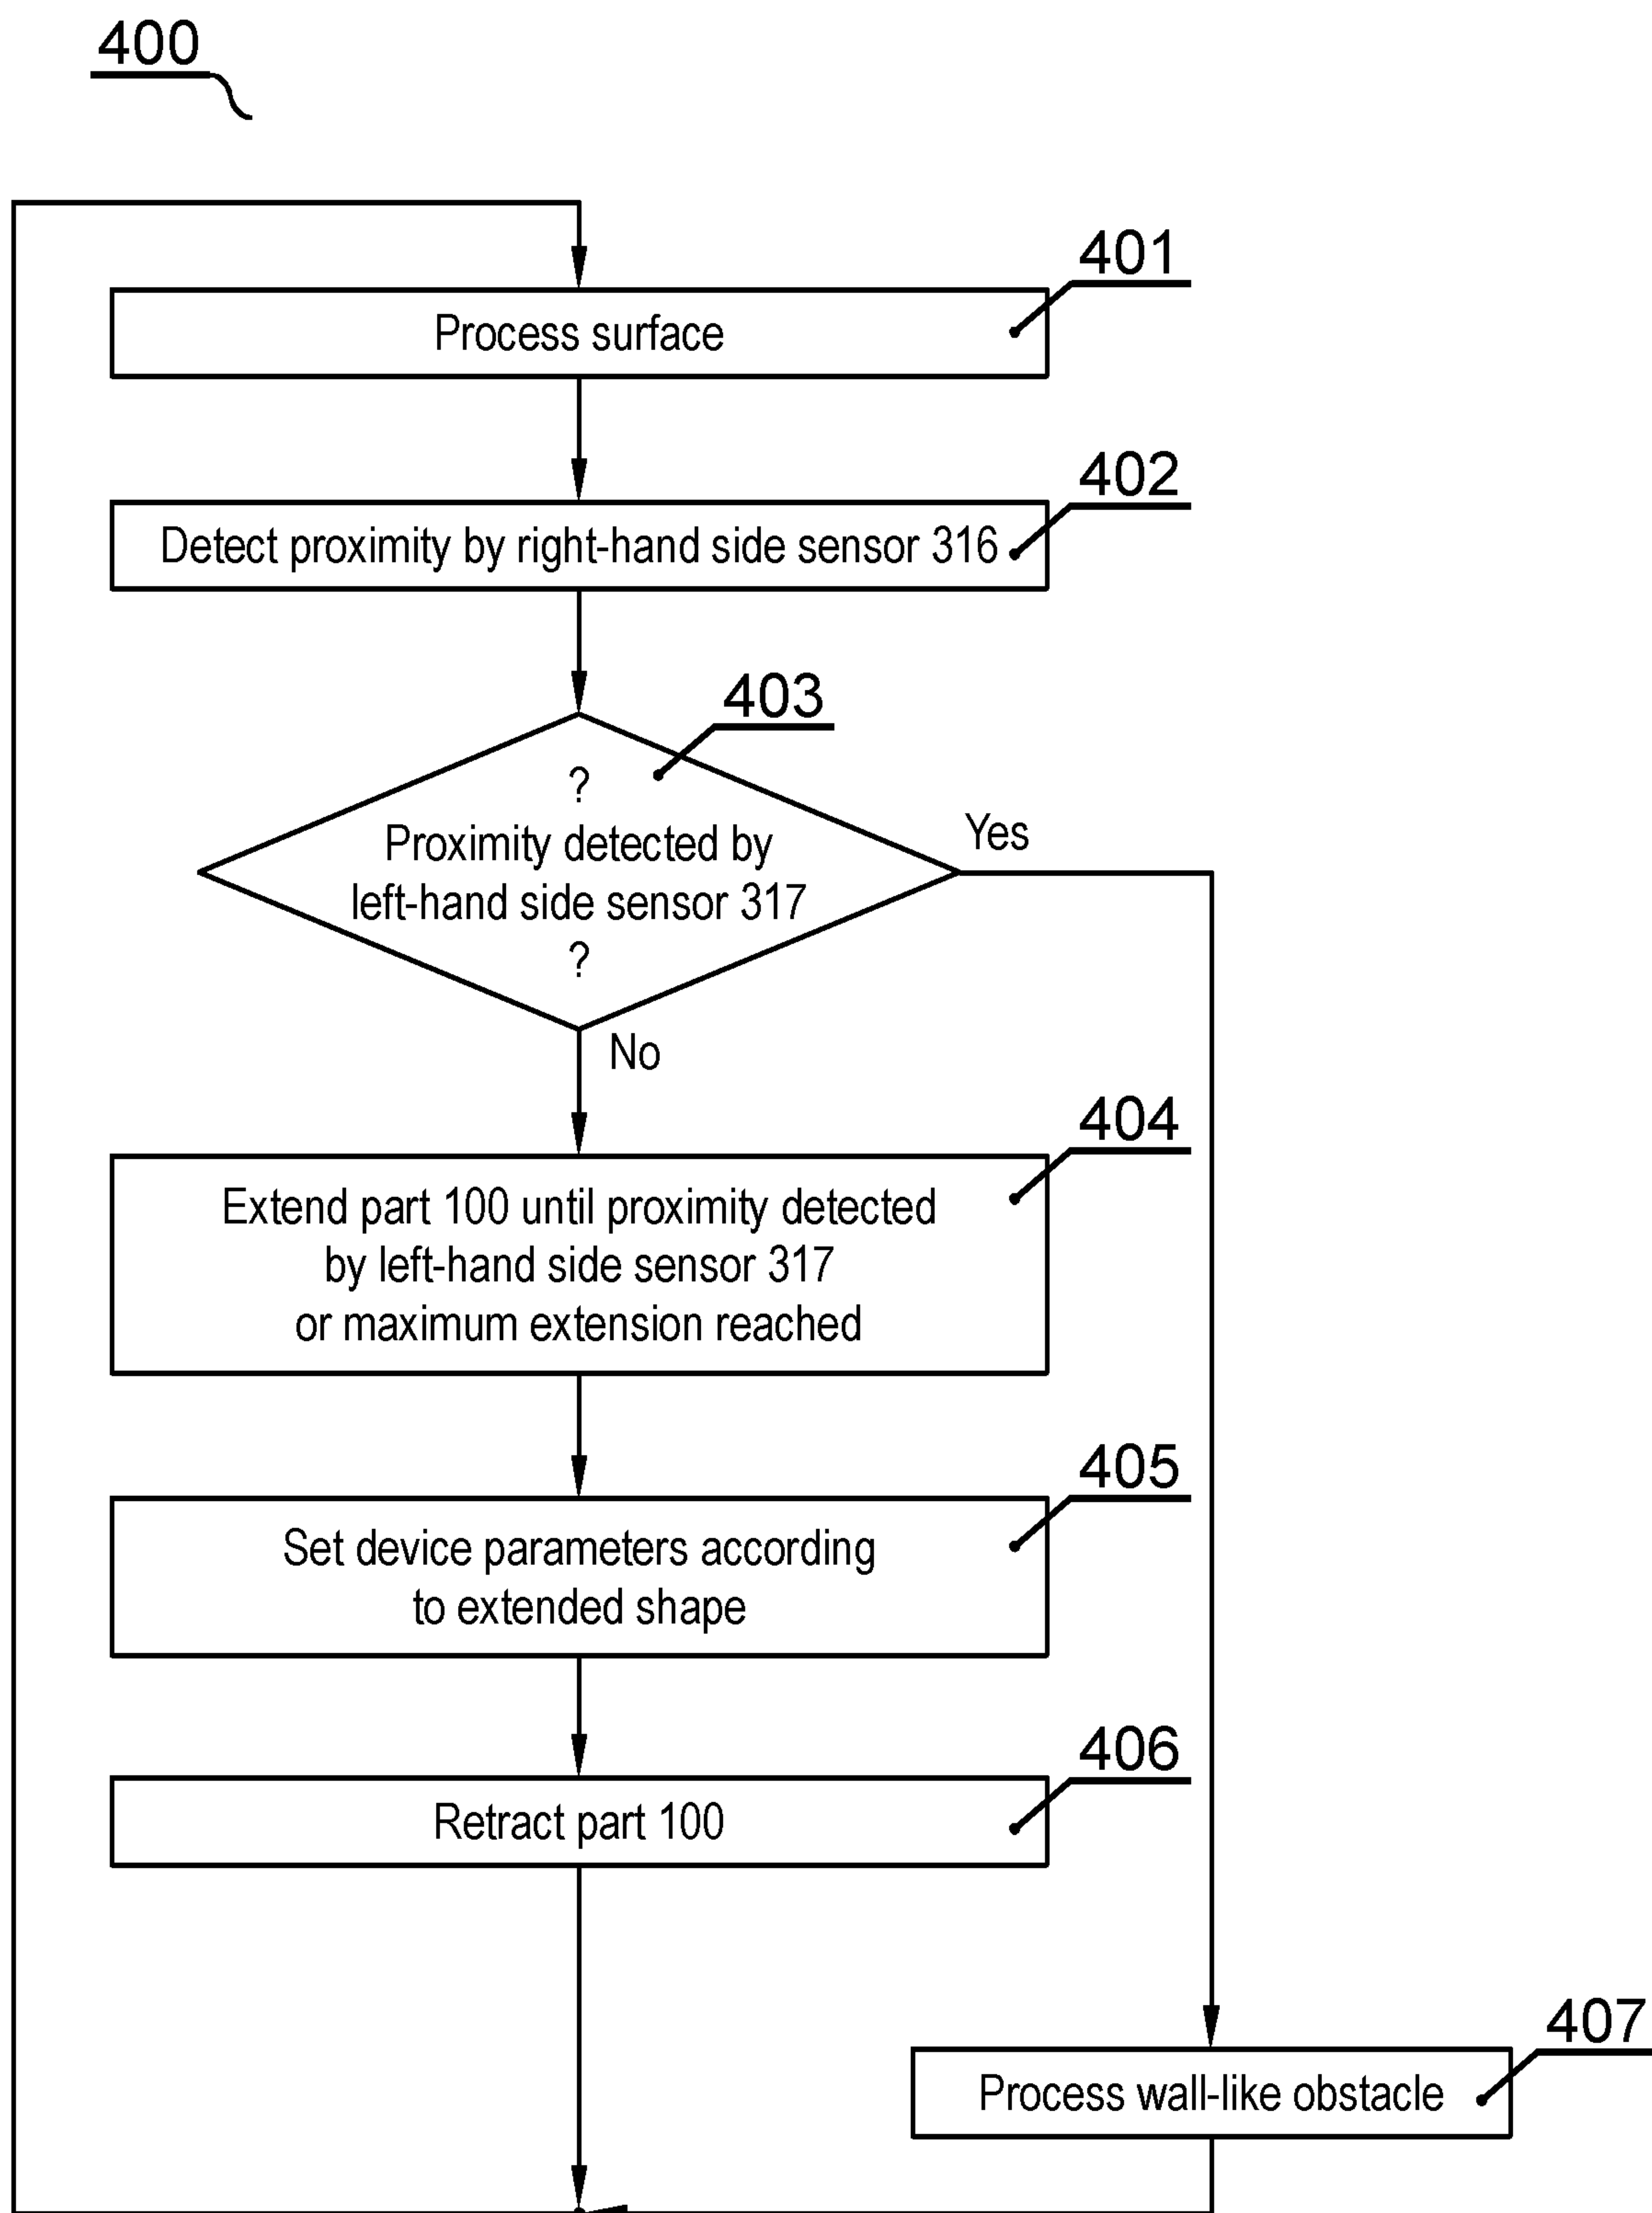 400
401
Process surface
402
Detect proximity by right-hand side sensor 316
403
?
Proximity detected by
left-hand side sensor 317
?
Yes
No
404
Extend part 100 until proximity detected
by left-hand side sensor 317
or maximum extension reached
405
Set device parameters according
to extended shape
406
Retract part 100
407
Process wall-like obstacle